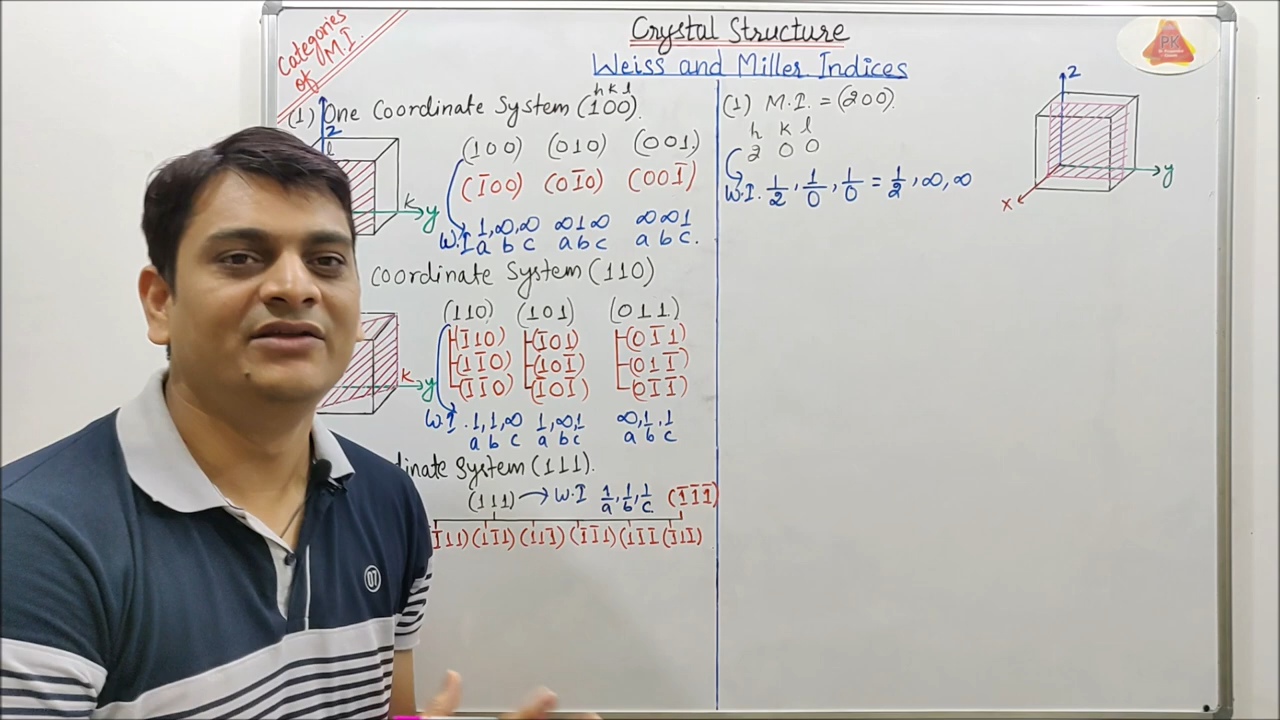 Crystal Structure
Weiss and Miller Indices
Categories
of M.I.
PK
h k l
(1) One Coordinate System (100).
(100) (010) (001)
(1̅00) (01̅0) (001̅)
W.I 1,∞,∞ ∞1∞ ∞∞1
a b c a b c a b c.
z
l
k y
coordinate System (110)
(110) (101) (011)
(1̅10) (1̅01) (01̅1)
(11̅0) (101̅) (011̅)
(1̅1̅0) (1̅01̅) (01̅1̅)
k y
W.I. 1,1,∞ 1,∞,1 ∞,1,1
a b c a b c a b c
dinate System (111).
(111) → W.I 1/a, 1/b, 1/c (1̅1̅1̅)
1̅11) (11̅1) (111̅) (1̅1̅1) (11̅1̅) (1̅11̅)
07
(1) M.I. = (200).
h k l
2 0 0
W.I. 1/2, 1/0, 1/0 = 1/2, ∞, ∞
z
y
x